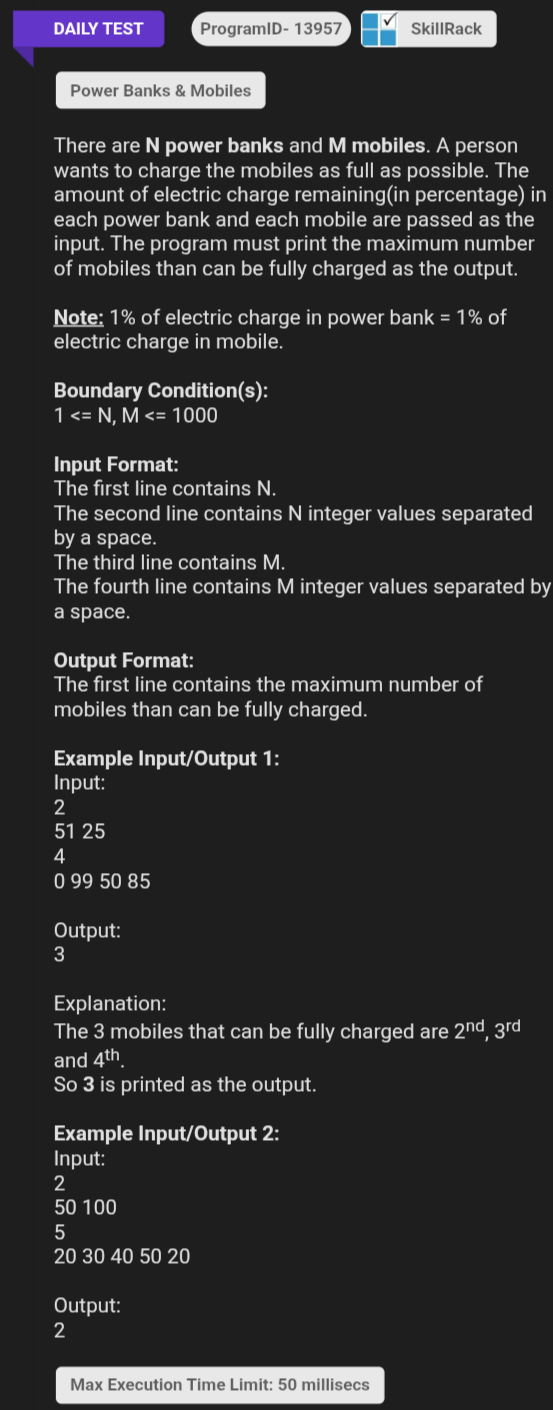 DAILY TEST
ProgramID- 13957
SkillRack
Power Banks & Mobiles
There are N power banks and M mobiles. A person
wants to charge the mobiles as full as possible. The
amount of electric charge remaining(in percentage) in
each power bank and each mobile are passed as the
input. The program must print the maximum number
of mobiles than can be fully charged as the output.
Note: 1% of electric charge in power bank = 1% of
electric charge in mobile.
Boundary Condition(s):
1 <= N, M <= 1000
Input Format:
The first line contains N.
The second line contains N integer values separated
by a space.
The third line contains M.
The fourth line contains M integer values separated by
a space.
Output Format:
The first line contains the maximum number of
mobiles than can be fully charged.
Example Input/Output 1:
Input:
2
51 25
4
0 99 50 85
Output:
3
Explanation:
The 3 mobiles that can be fully charged are 2nd, 3rd
and 4th.
So 3 is printed as the output.
Example Input/Output 2:
Input:
2
50 100
5
20 30 40 50 20
Output:
2
Max Execution Time Limit: 50 millisecs